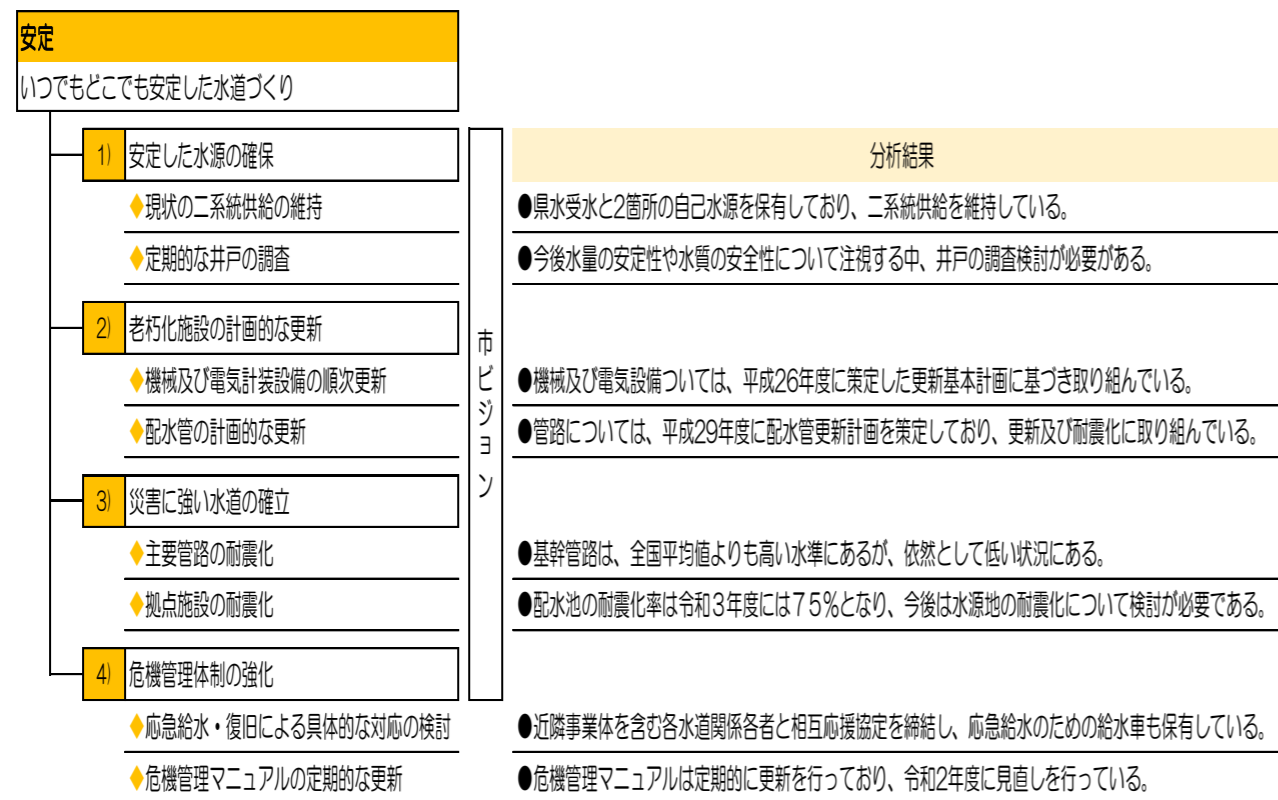 安定
いつでもどこでも安定した水道づくり
1) 安定した水源の確保
分析結果
◆現状の二系統供給の維持
●県水受水と2箇所の自己水源を保有しており、二系統供給を維持している。
◆定期的な井戸の調査
●今後水量の安定性や水質の安全性について注視する中、井戸の調査検討が必要がある。
市ビジョン
2) 老朽化施設の計画的な更新
◆機械及び電気計装設備の順次更新
●機械及び電気設備ついては、平成26年度に策定した更新基本計画に基づき取り組んでいる。
◆配水管の計画的な更新
●管路については、平成29年度に配水管更新計画を策定しており、更新及び耐震化に取り組んでいる。
3) 災害に強い水道の確立
◆主要管路の耐震化
●基幹管路は、全国平均値よりも高い水準にあるが、依然として低い状況にある。
◆拠点施設の耐震化
●配水池の耐震化率は令和3年度には75%となり、今後は水源地の耐震化について検討が必要である。
4) 危機管理体制の強化
◆応急給水・復旧による具体的な対応の検討
●近隣事業体を含む各水道関係各者と相互応援協定を締結し、応急給水のための給水車も保有している。
◆危機管理マニュアルの定期的な更新
●危機管理マニュアルは定期的に更新を行っており、令和2年度に見直しを行っている。